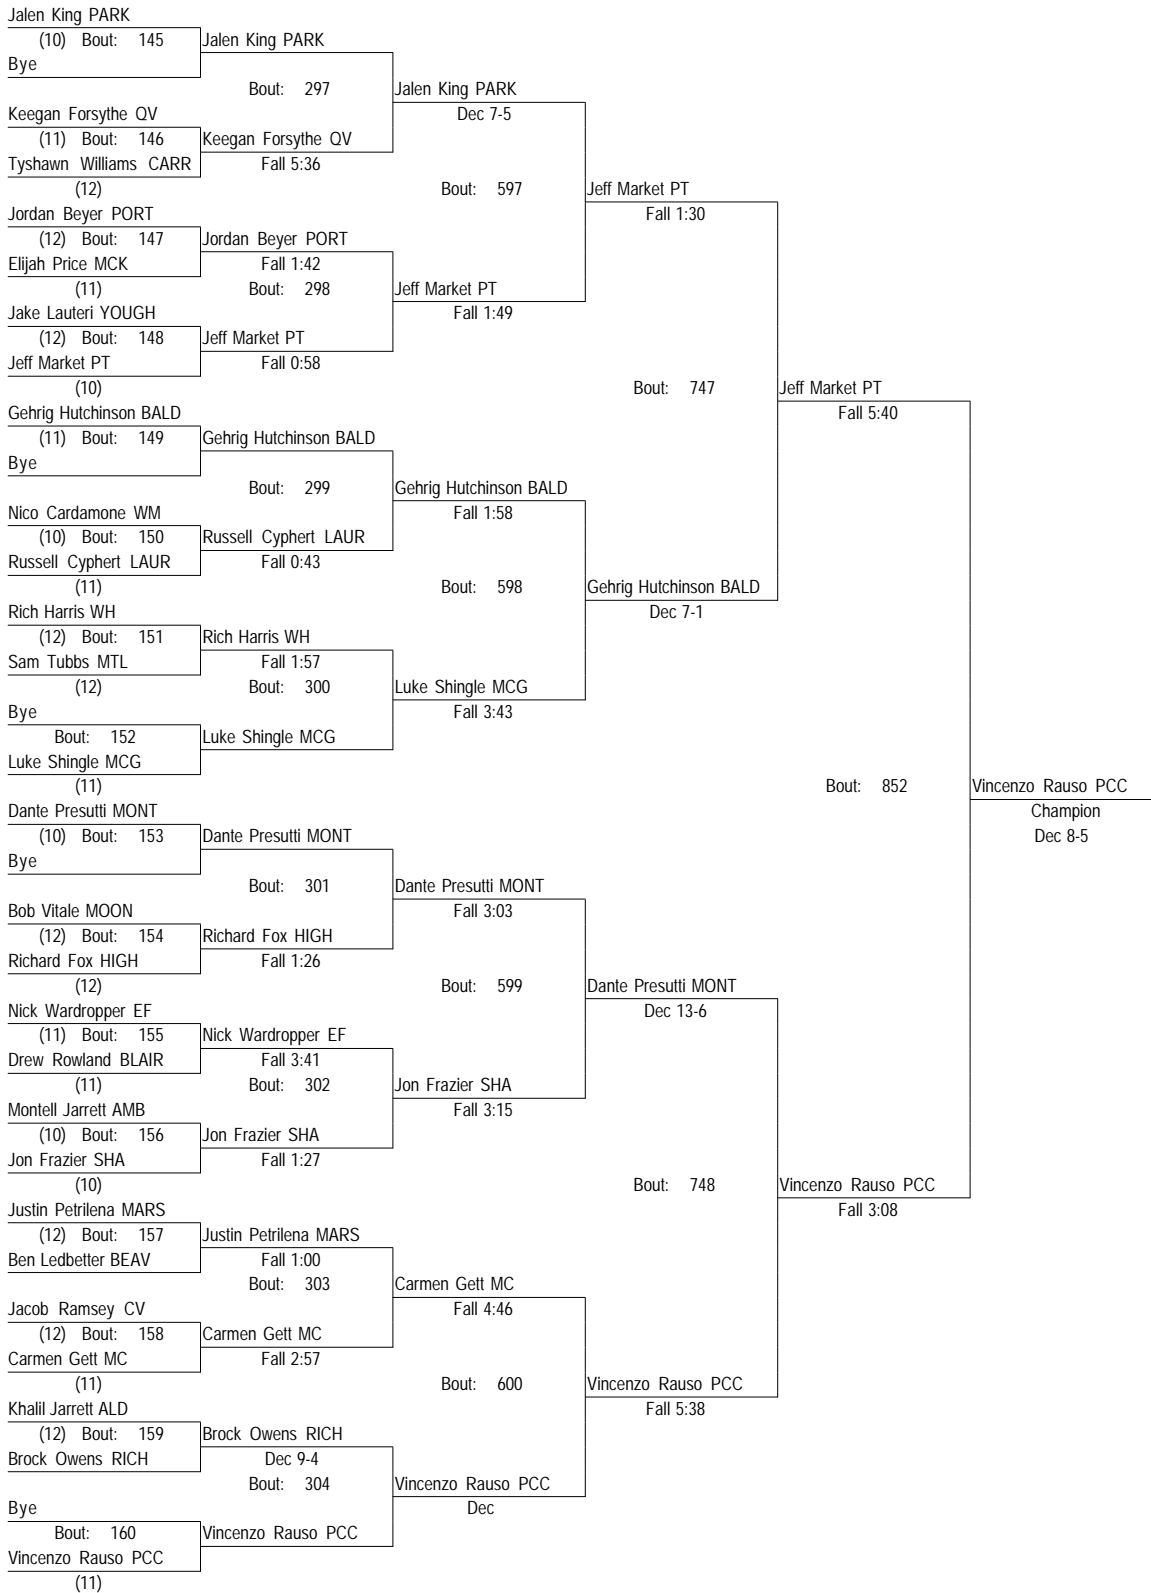 Jalen King PARK
(10) Bout: 145
Jalen King PARK
Bye
Bout: 297
Jalen King PARK
Dec 7-5
Keegan Forsythe QV
(11) Bout: 146
Keegan Forsythe QV
Tyshawn Williams CARR
Fall 5:36
(12)
Bout: 597
Jeff Market PT
Fall 1:30
Jordan Beyer PORT
(12) Bout: 147
Jordan Beyer PORT
Elijah Price MCK
Fall 1:42
(11)
Bout: 298
Jeff Market PT
Fall 1:49
Jake Lauteri YOUGH
(12) Bout: 148
Jeff Market PT
Jeff Market PT
Fall 0:58
(10)
Bout: 747
Jeff Market PT
Fall 5:40
Gehrig Hutchinson BALD
(11) Bout: 149
Gehrig Hutchinson BALD
Bye
Bout: 299
Gehrig Hutchinson BALD
Fall 1:58
Nico Cardamone WM
(10) Bout: 150
Russell Cyphert LAUR
Russell Cyphert LAUR
Fall 0:43
(11)
Bout: 598
Gehrig Hutchinson BALD
Dec 7-1
Rich Harris WH
(12) Bout: 151
Rich Harris WH
Sam Tubbs MTL
Fall 1:57
(12)
Bout: 300
Luke Shingle MCG
Fall 3:43
Bye
Bout: 152
Luke Shingle MCG
Luke Shingle MCG
(11)
Bout: 852
Vincenzo Rauso PCC
Champion
Dec 8-5
Dante Presutti MONT
(10) Bout: 153
Dante Presutti MONT
Bye
Bout: 301
Dante Presutti MONT
Fall 3:03
Bob Vitale MOON
(12) Bout: 154
Richard Fox HIGH
Richard Fox HIGH
Fall 1:26
(12)
Bout: 599
Dante Presutti MONT
Dec 13-6
Nick Wardropper EF
(11) Bout: 155
Nick Wardropper EF
Drew Rowland BLAIR
Fall 3:41
(11)
Bout: 302
Jon Frazier SHA
Fall 3:15
Montell Jarrett AMB
(10) Bout: 156
Jon Frazier SHA
Jon Frazier SHA
Fall 1:27
(10)
Bout: 748
Vincenzo Rauso PCC
Fall 3:08
Justin Petrilena MARS
(12) Bout: 157
Justin Petrilena MARS
Ben Ledbetter BEAV
Fall 1:00
Bout: 303
Carmen Gett MC
Fall 4:46
Jacob Ramsey CV
(12) Bout: 158
Carmen Gett MC
Carmen Gett MC
Fall 2:57
(11)
Bout: 600
Vincenzo Rauso PCC
Fall 5:38
Khalil Jarrett ALD
(12) Bout: 159
Brock Owens RICH
Brock Owens RICH
Dec 9-4
Bout: 304
Vincenzo Rauso PCC
Dec
Bye
Bout: 160
Vincenzo Rauso PCC
Vincenzo Rauso PCC
(11)